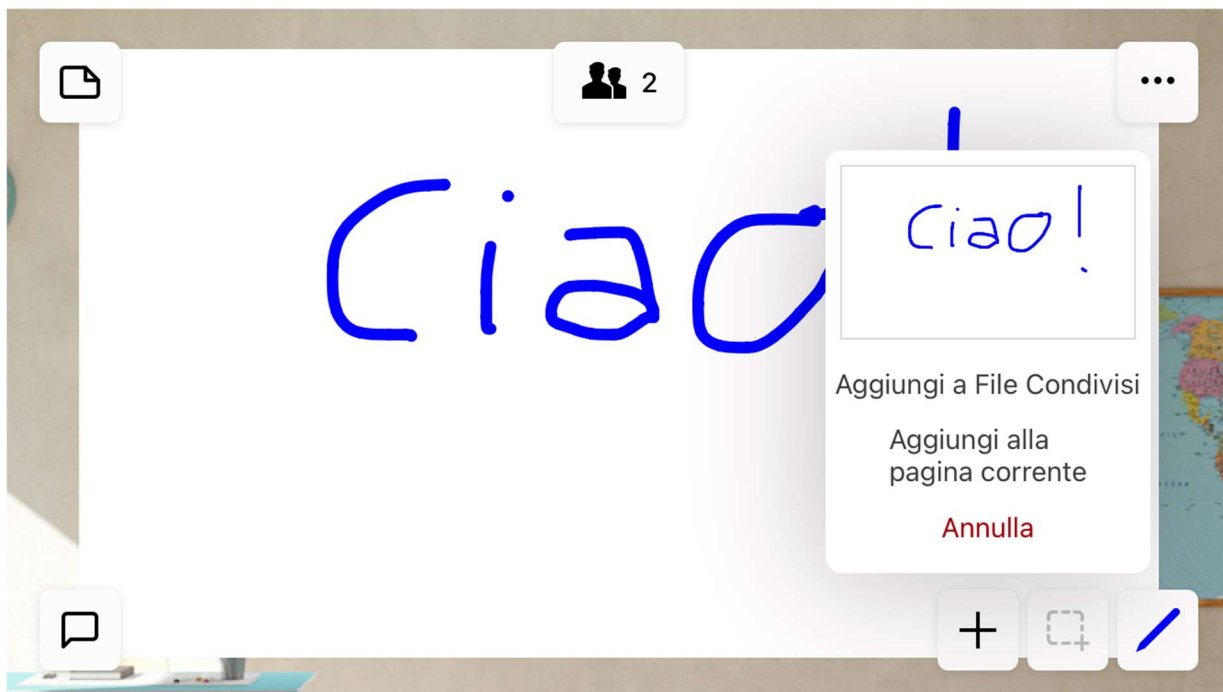 2
Ciao!
Ciao!
Aggiungi a File Condivisi
Aggiungi alla
pagina corrente
Annulla